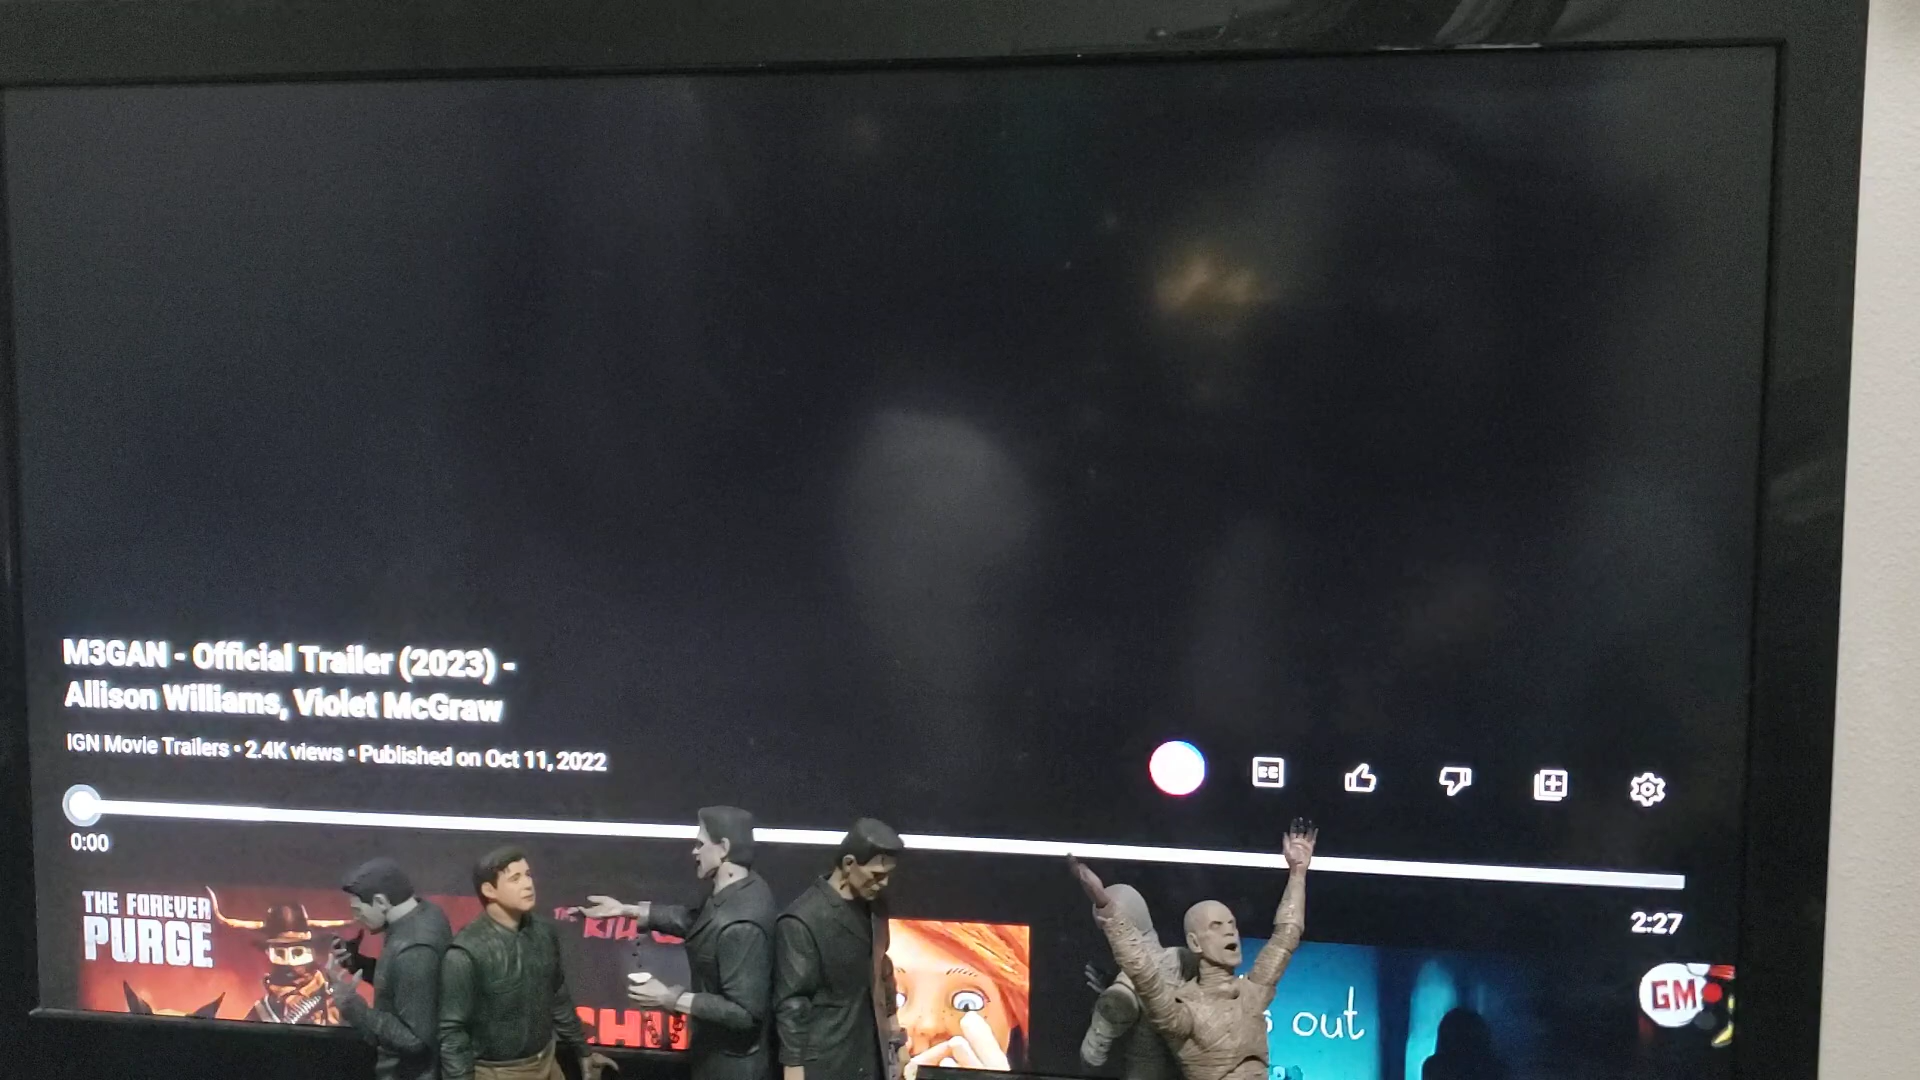 M3GAN - Official Trailer (2023) -
Allison Williams, Violet McGraw
IGN Movie Trailers • 2.4K views • Published on Oct 11, 2022
CC
0:00
2:27
THE FOREVER
PURGE
out
GM